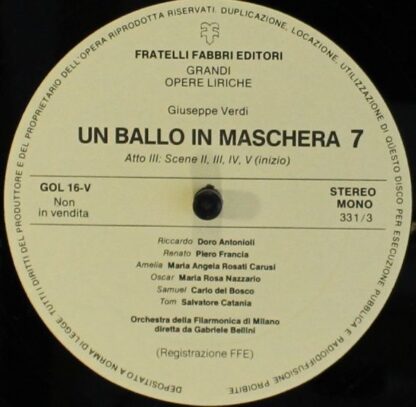 DEPOSITATO A NORMA DI LEGGE. TUTTI I DIRITTI DEL PRODUTTORE E DEL PROPRIETARIO DELL'OPERA RIPRODOTTA RISERVATI. DUPLICAZIONE, LOCAZIONE, UTILIZZAZIONE DI QUESTO DISCO PER ESECUZIONE PUBBLICA E RADIODIFFUSIONE PROIBITE
FRATELLI FABBRI EDITORI
GRANDI
OPERE LIRICHE
Giuseppe Verdi
UN BALLO IN MASCHERA 7
Atto III: Scene II, III, IV, V (inizio)
GOL 16-V
Non
in vendita
STEREO
MONO
331/3
Riccardo Doro Antonioli
Renato Piero Francia
Amelia Maria Angela Rosati Carusi
Oscar Maria Rosa Nazzario
Samuel Carlo del Bosco
Tom Salvatore Catania
Orchestra della Filarmonica di Milano
diretta da Gabriele Bellini
(Registrazione FFE)